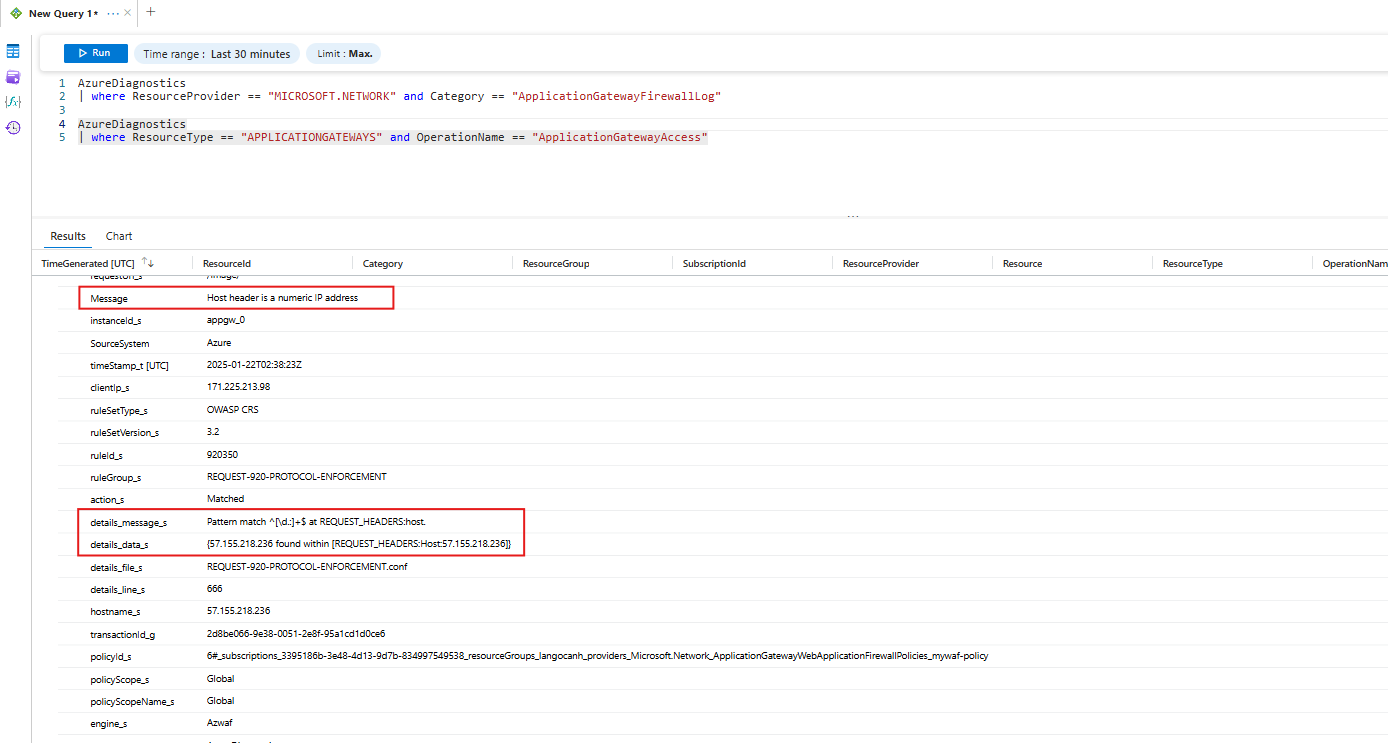 New Query 1* ··· × +
Run Time range : Last 30 minutes Limit : Max.
1 AzureDiagnostics
2 | where ResourceProvider == "MICROSOFT.NETWORK" and Category == "ApplicationGatewayFirewallLog"
3
4 AzureDiagnostics
5 | where ResourceType == "APPLICATIONGATEWAYS" and OperationName == "ApplicationGatewayAccess"
...
Results Chart
TimeGenerated [UTC] ↑↓ ResourceId Category ResourceGroup SubscriptionId ResourceProvider Resource ResourceType OperationNam
Message Host header is a numeric IP address
instanceId_s appgw_0
SourceSystem Azure
timeStamp_t [UTC] 2025-01-22T02:38:23Z
clientIp_s 171.225.213.98
ruleSetType_s OWASP CRS
ruleSetVersion_s 3.2
ruleId_s 920350
ruleGroup_s REQUEST-920-PROTOCOL-ENFORCEMENT
action_s Matched
details_message_s Pattern match ^[\d.:]+$ at REQUEST_HEADERS:host.
details_data_s {57.155.218.236 found within [REQUEST_HEADERS:Host:57.155.218.236]}
details_file_s REQUEST-920-PROTOCOL-ENFORCEMENT.conf
details_line_s 666
hostname_s 57.155.218.236
transactionId_g 2d8be066-9e38-0051-2e8f-95a1cd1d0ce6
policyId_s 6#_subscriptions_3395186b-3e48-4d13-9d7b-834997549538_resourceGroups_langocanh_providers_Microsoft.Network_ApplicationGatewayWebApplicationFirewallPolicies_mywaf-policy
policyScope_s Global
policyScopeName_s Global
engine_s Azwaf